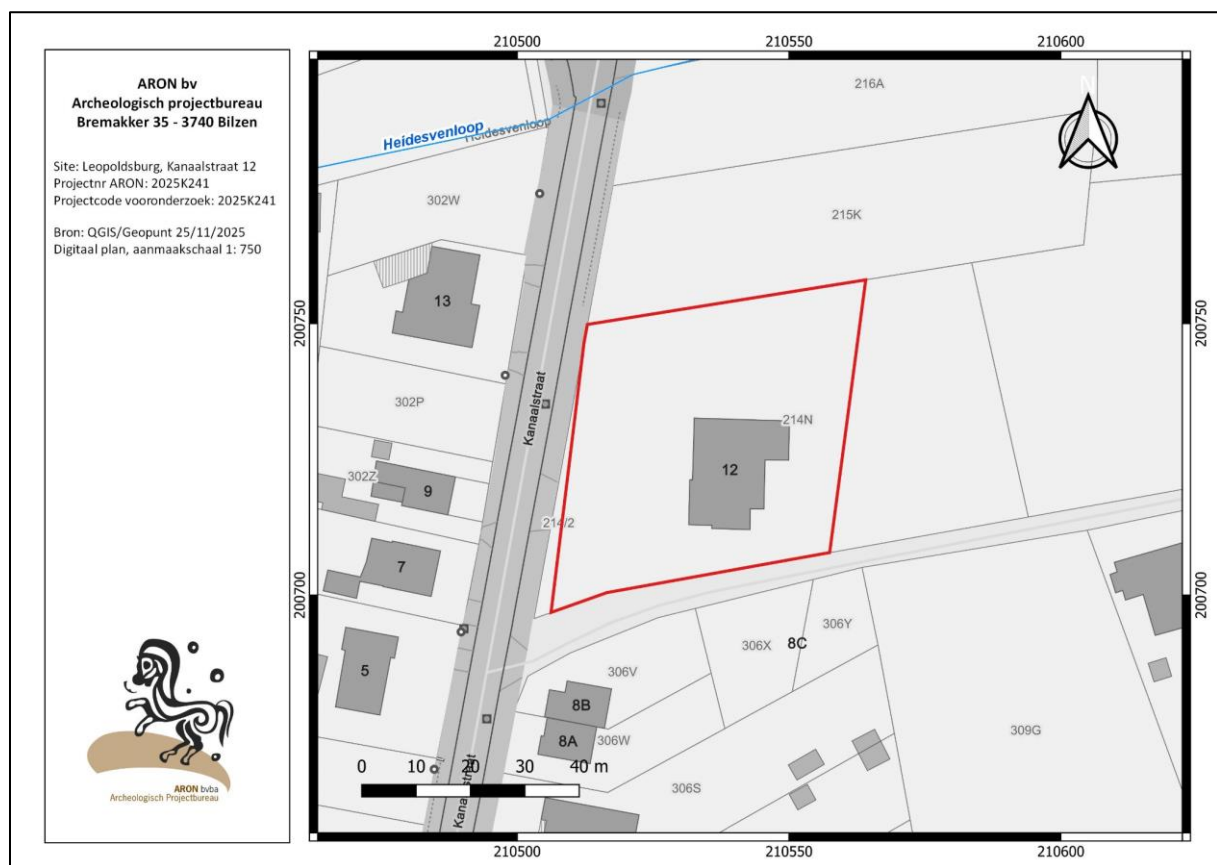 ARON bv
Archeologisch projectbureau
Bremakker 35 - 3740 Bilzen
Site: Leopoldsburg, Kanaalstraat 12
Projectnr ARON: 2025K241
Projectcode vooronderzoek: 2025K241
Bron: QGIS/Geopunt 25/11/2025
Digitaal plan, aanmaakschaal 1: 750
ARON bvba
Archeologisch Projectbureau
210500
210550
210600
N
216A
Heidesvenloop
Heidesvenloop
302W
215K
13
200750
200750
302P
Kanaalstraat
214N
12
302Z
9
214/2
7
200700
200700
306Y
306X
8C
5
306V
8B
8A
306W
309G
306S
0
10
20
30
40 m
Kanaalstraat
210500
210550
210600